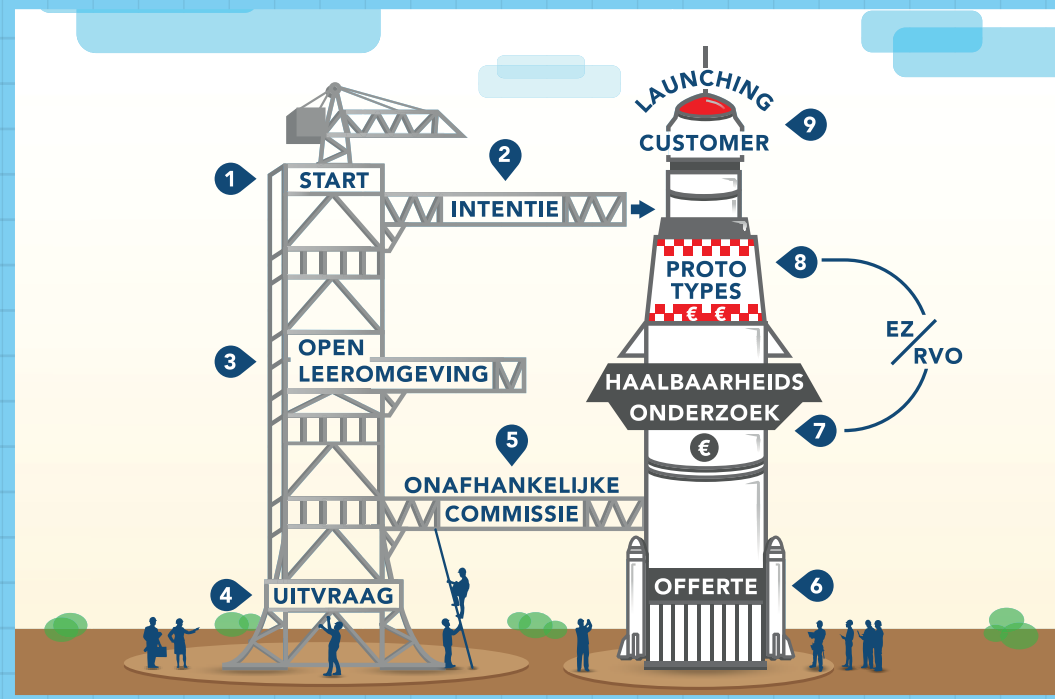 1
START
2
INTENTIE
3
OPEN
LEEROMGEVING
4
UITVRAAG
5
ONAFHANKELIJKE
COMMISSIE
6
OFFERTE
7
HAALBAARHEIDS
ONDERZOEK
€
8
PROTO
TYPES
€ €
EZ/
RVO
9
LAUNCHING
CUSTOMER